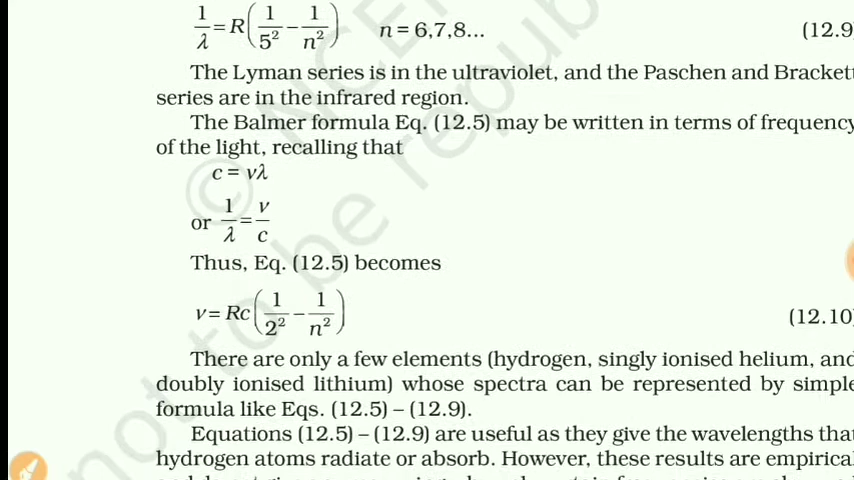 1/λ = R(1/5² − 1/n²) n = 6,7,8... (12.9
The Lyman series is in the ultraviolet, and the Paschen and Brackett
series are in the infrared region.
The Balmer formula Eq. (12.5) may be written in terms of frequency
of the light, recalling that
c = νλ
or 1/λ = ν/c
Thus, Eq. (12.5) becomes
ν = Rc(1/2² − 1/n²) (12.10)
There are only a few elements (hydrogen, singly ionised helium, and
doubly ionised lithium) whose spectra can be represented by simple
formula like Eqs. (12.5) – (12.9).
Equations (12.5) – (12.9) are useful as they give the wavelengths that
hydrogen atoms radiate or absorb. However, these results are empirical
© NCE
not to be republ